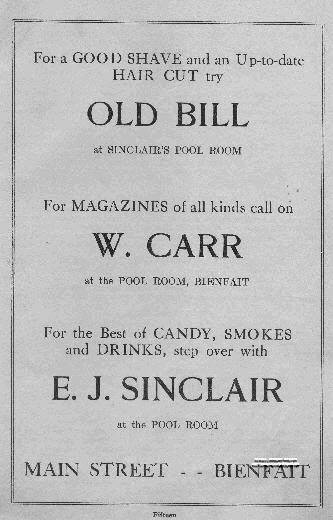 For a GOOD SHAVE and an Up-to-date
HAIR CUT try
OLD BILL
at SINCLAIR'S POOL ROOM
For MAGAZINES of all kinds call on
W. CARR
at the POOL ROOM, BIENFAIT
For the Best of CANDY, SMOKES
and DRINKS, step over with
E. J. SINCLAIR
at the POOL ROOM
MAIN STREET - - BIENFAIT
Fifteen